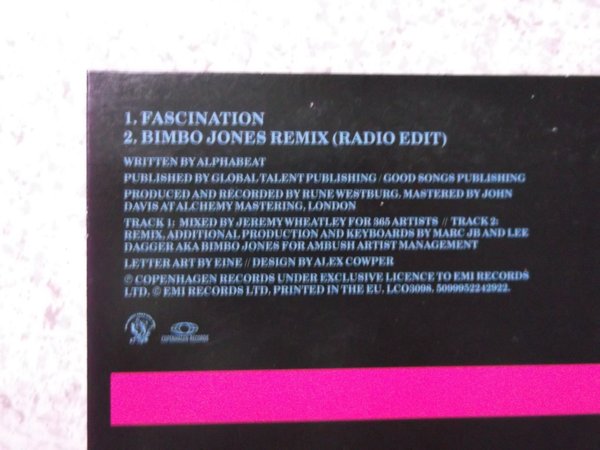 1. FASCINATION
2. BIMBO JONES REMIX (RADIO EDIT)
WRITTEN BY ALPHABEAT
PUBLISHED BY GLOBAL TALENT PUBLISHING / GOOD SONGS PUBLISHING
PRODUCED AND RECORDED BY RUNE WESTBURG. MASTERED BY JOHN
DAVIS AT ALCHEMY MASTERING, LONDON
TRACK 1: MIXED BY JEREMY WHEATLEY FOR 365 ARTISTS // TRACK 2:
REMIX, ADDITIONAL PRODUCTION AND KEYBOARDS BY MARC JB AND LEE
DAGGER AKA BIMBO JONES FOR AMBUSH ARTIST MANAGEMENT
LETTER ART BY EINE // DESIGN BY ALEX COWPER
℗ COPENHAGEN RECORDS UNDER EXCLUSIVE LICENCE TO EMI RECORDS
LTD. © EMI RECORDS LTD. PRINTED IN THE EU. LC03098. 5099952242922.
COPENHAGEN RECORDS